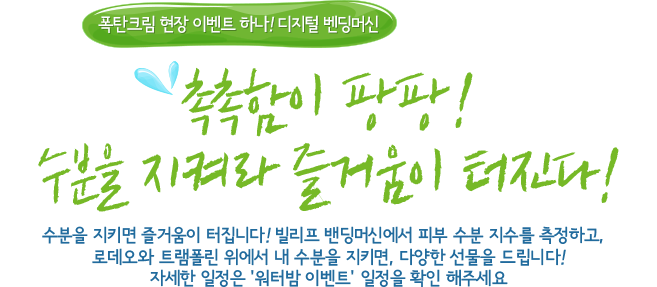 폭탄크림 현장 이벤트 하나! 디지털 벤딩머신
촉촉함이 팡팡!
수분을 지켜라 즐거움이 터진다!
수분을 지키면 즐거움이 터집니다! 빌리프 밴딩머신에서 피부 수분 지수를 측정하고,
로데오와 트램폴린 위에서 내 수분을 지키면, 다양한 선물을 드립니다!
자세한 일정은 '워터밤 이벤트' 일정을 확인 해주세요